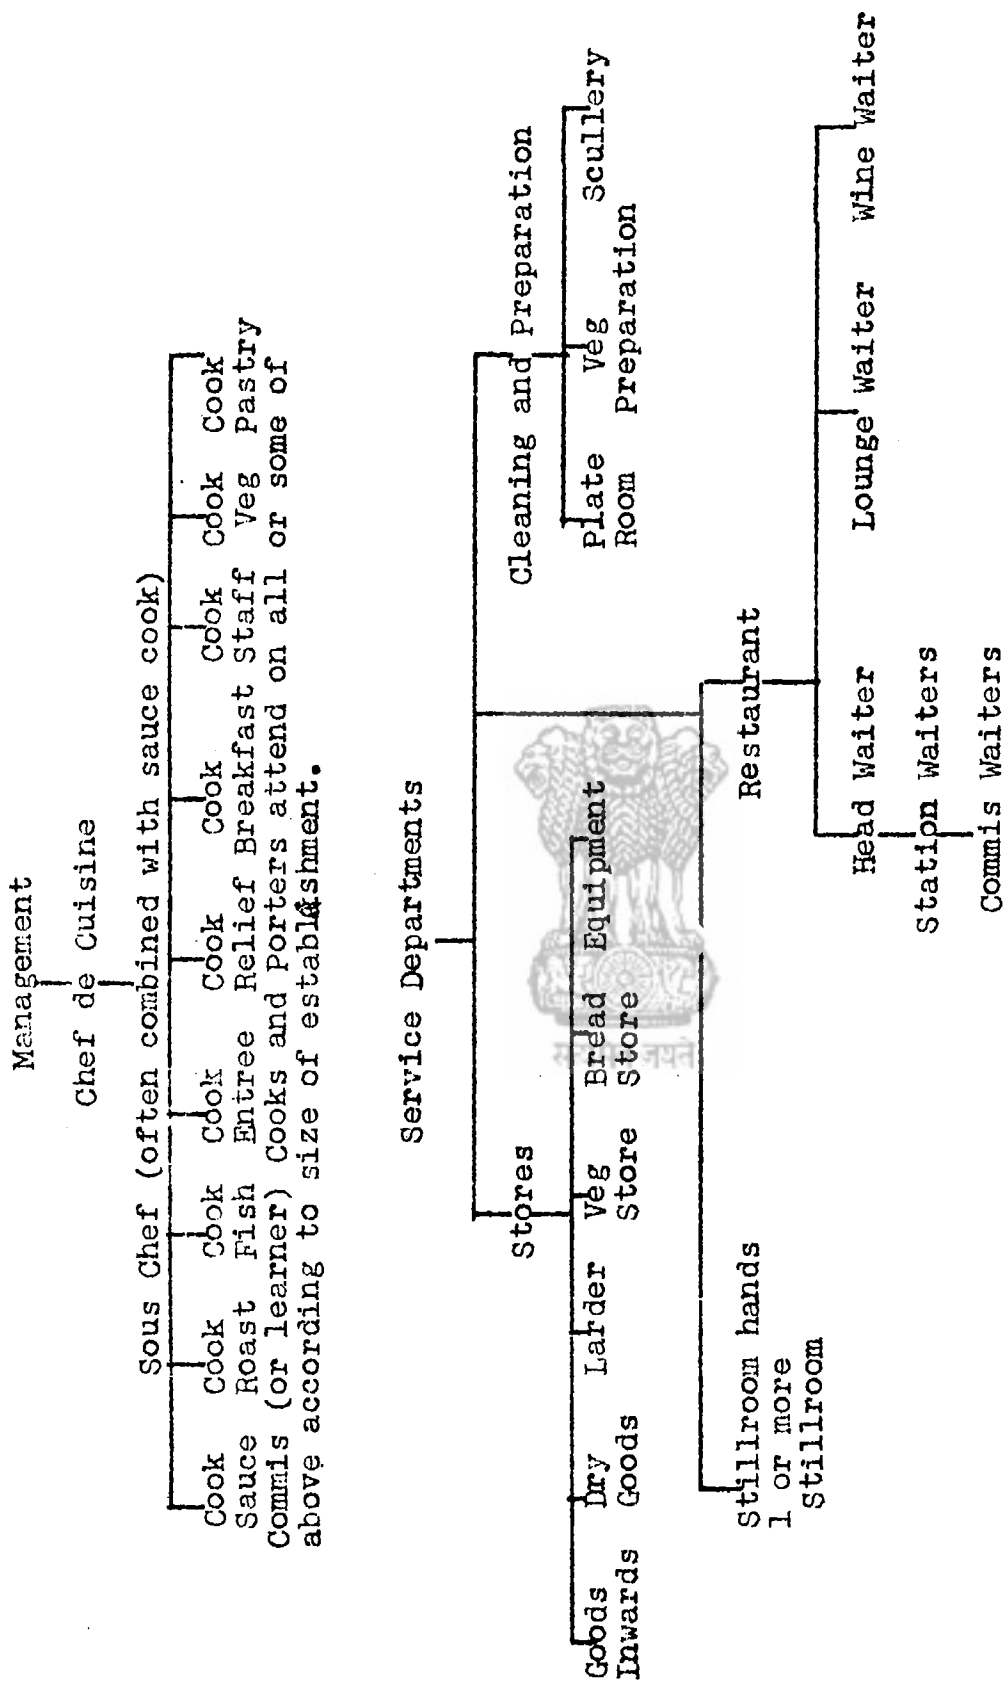 Management
Chef de Cuisine
Sous Chef (often combined with sauce cook)
Cook Cook Cook Cook Cook Cook Cook Cook Cook
Sauce Roast Fish Entree Relief Breakfast Staff Veg Pastry
Commis (or learner) Cooks and Porters attend on all or some of
above according to size of establishment.
Service Departments
Stores Cleaning and Preparation
Goods Dry Larder Veg Bread Equipment Plate Veg Scullery
Inwards Goods Store Store Room Preparation
Stillroom hands Restaurant
1 or more
Stillroom
Head Waiter Lounge Waiter Wine Waiter
Station Waiters
Commis Waiters
सत्यमेव जयते